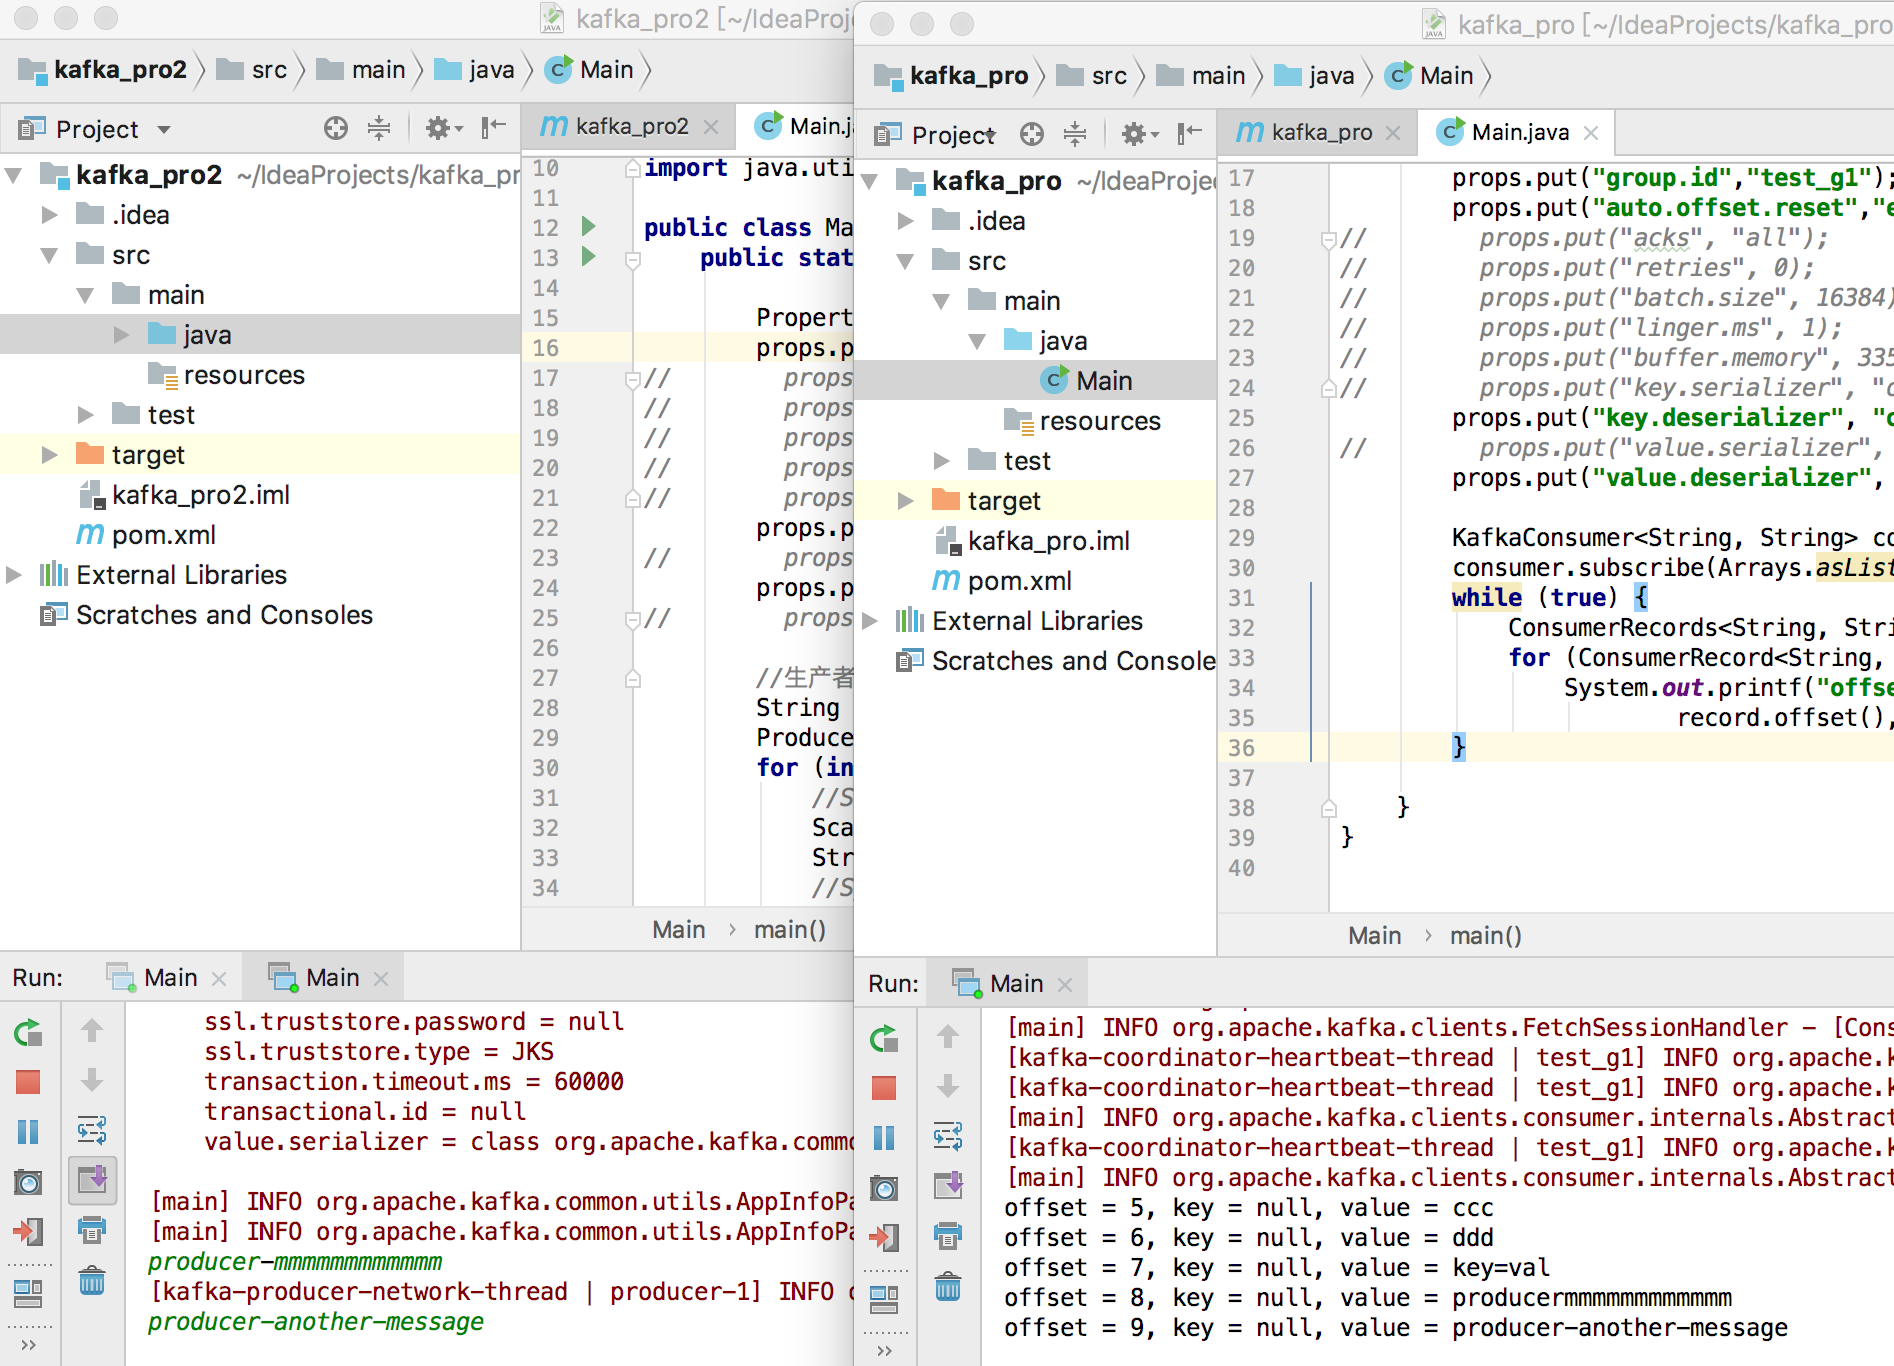 kafka_pro2 [~/IdeaProj
kafka_pro2
src
main
java
Main
Project
kafka_pro2 ~/IdeaProjects/kafka_pr
.idea
src
main
java
resources
test
target
kafka_pro2.iml
pom.xml
External Libraries
Scratches and Consoles
kafka_pro2
Main.j
10 import java.uti
11
12 public class Ma
13 public stat
14
15 Propert
16 props.p
17 // props
18 // props
19 // props
20 // props
21 // props
22 props.p
23 // props
24 props.p
25 // props
26
27 //生产者
28 String
29 Produce
30 for (in
31 //S
32 Sca
33 Str
34 //S
Main › main()
Run: Main Main
ssl.truststore.password = null
ssl.truststore.type = JKS
transaction.timeout.ms = 60000
transactional.id = null
value.serializer = class org.apache.kafka.commo
[main] INFO org.apache.kafka.common.utils.AppInfoPa
[main] INFO org.apache.kafka.common.utils.AppInfoPa
producer-mmmmmmmmmmmm
[kafka-producer-network-thread | producer-1] INFO o
producer-another-message
kafka_pro [~/IdeaProjects/kafka_pro
kafka_pro
src
main
java
Main
Project
kafka_pro ~/IdeaProje
.idea
src
main
java
Main
resources
test
target
kafka_pro.iml
pom.xml
External Libraries
Scratches and Console
kafka_pro
Main.java
17 props.put("group.id","test_g1");
18 props.put("auto.offset.reset","e
19 // props.put("acks", "all");
20 // props.put("retries", 0);
21 // props.put("batch.size", 16384)
22 // props.put("linger.ms", 1);
23 // props.put("buffer.memory", 335
24 // props.put("key.serializer", "o
25 props.put("key.deserializer", "o
26 // props.put("value.serializer",
27 props.put("value.deserializer",
28
29 KafkaConsumer<String, String> co
30 consumer.subscribe(Arrays.asList
31 while (true) {
32 ConsumerRecords<String, Stri
33 for (ConsumerRecord<String,
34 System.out.printf("offse
35 record.offset(),
36 }
37
38 }
39 }
40
Main › main()
Run: Main
[main] INFO org.apache.kafka.clients.FetchSessionHandler - [Cons
[kafka-coordinator-heartbeat-thread | test_g1] INFO org.apache.k
[kafka-coordinator-heartbeat-thread | test_g1] INFO org.apache.k
[main] INFO org.apache.kafka.clients.consumer.internals.Abstract
[kafka-coordinator-heartbeat-thread | test_g1] INFO org.apache.k
[main] INFO org.apache.kafka.clients.consumer.internals.Abstract
offset = 5, key = null, value = ccc
offset = 6, key = null, value = ddd
offset = 7, key = null, value = key=val
offset = 8, key = null, value = producermmmmmmmmmmmm
offset = 9, key = null, value = producer-another-message